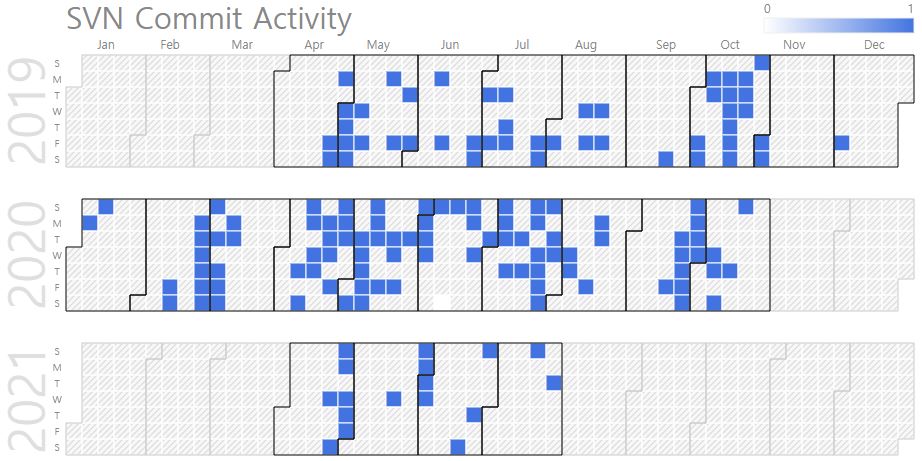 SVN Commit Activity
0 1
Jan Feb Mar Apr May Jun Jul Aug Sep Oct Nov Dec
2019
S
M
T
W
T
F
S
2020
S
M
T
W
T
F
S
2021
S
M
T
W
T
F
S